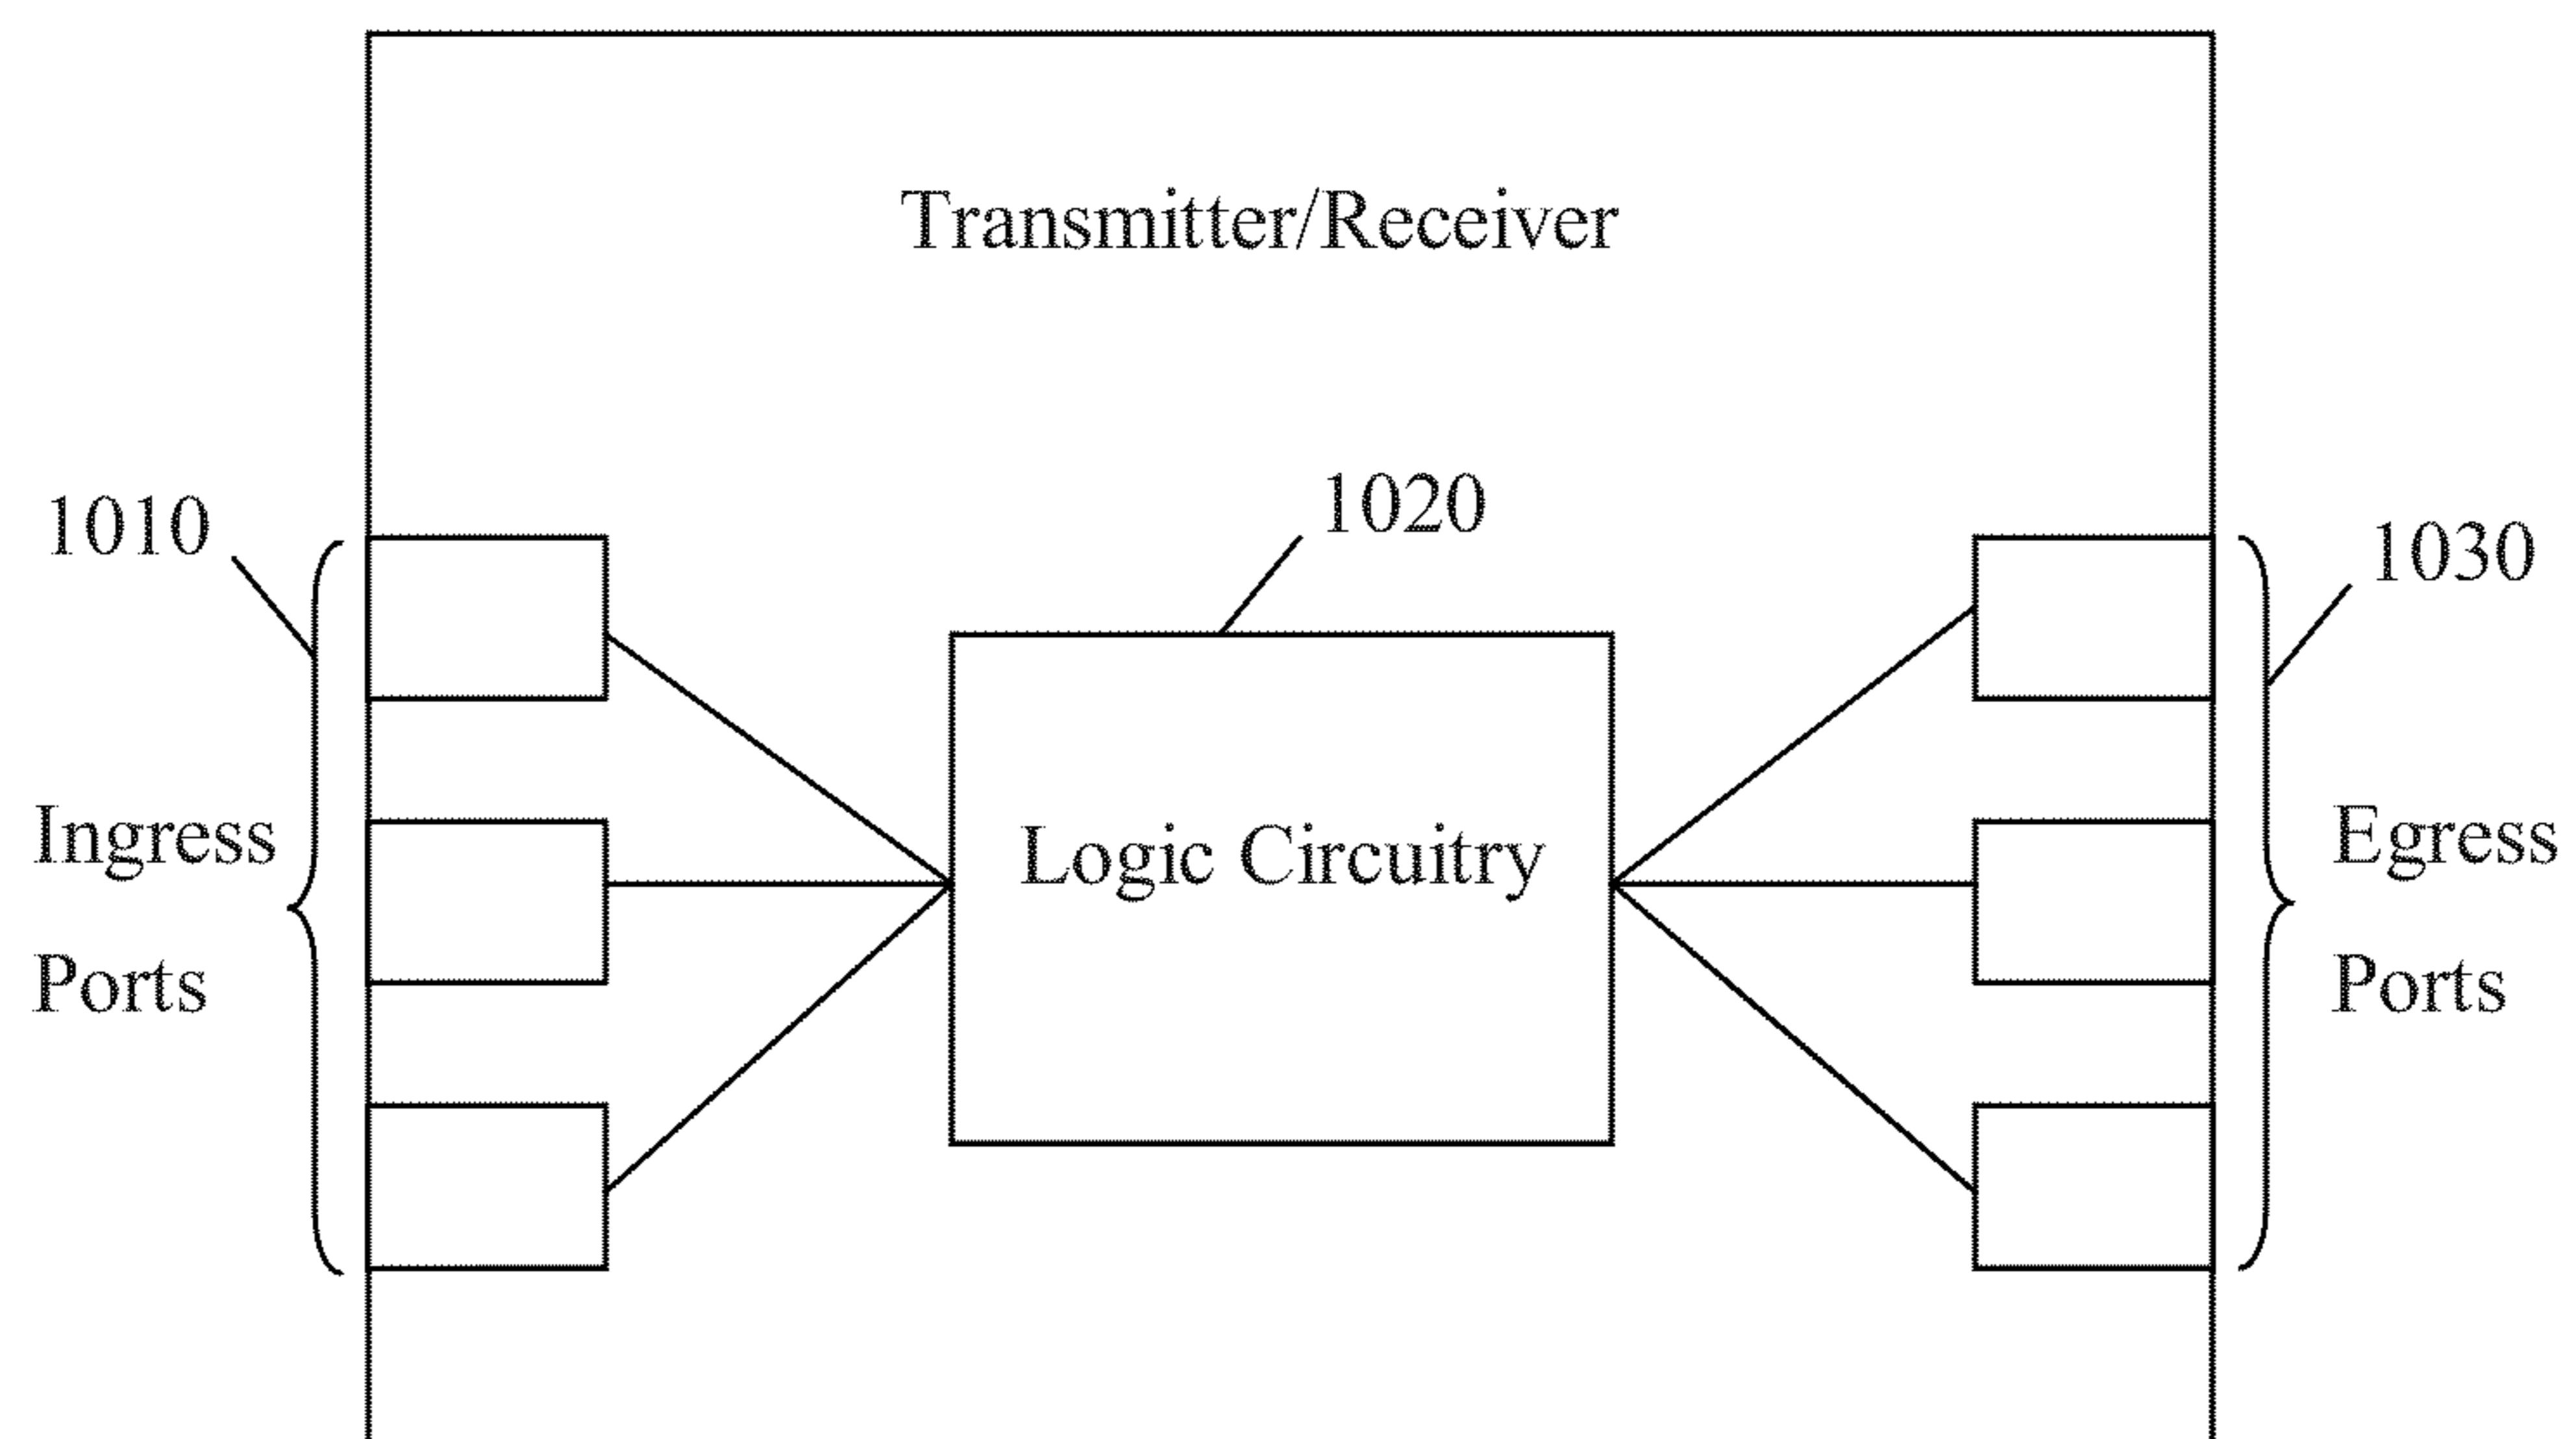 Transmitter/Receiver
1010
1020
1030
Ingress
Ports
Logic Circuitry
Egress
Ports